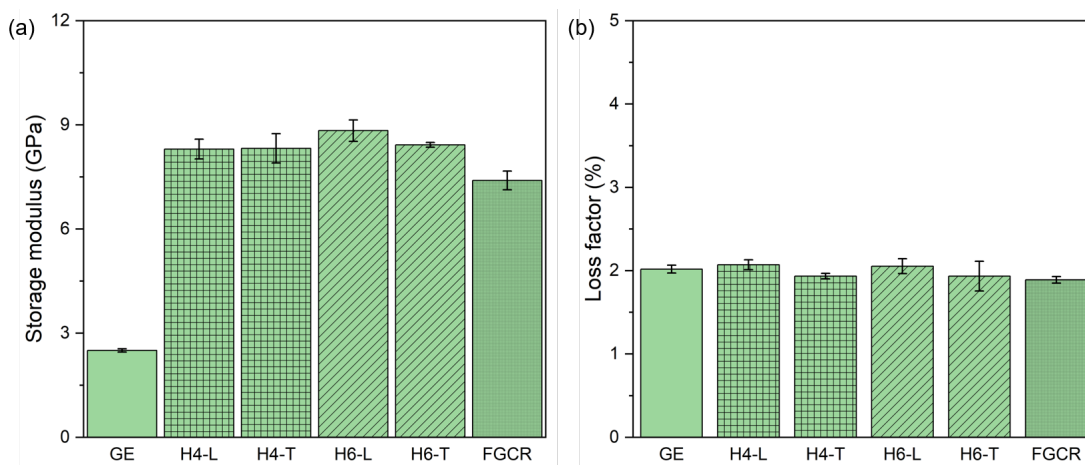 (a)
Storage modulus (GPa)
12
9
6
3
0
GE H4-L H4-T H6-L H6-T FGCR
(b)
Loss factor (%)
5
4
3
2
1
0
GE H4-L H4-T H6-L H6-T FGCR